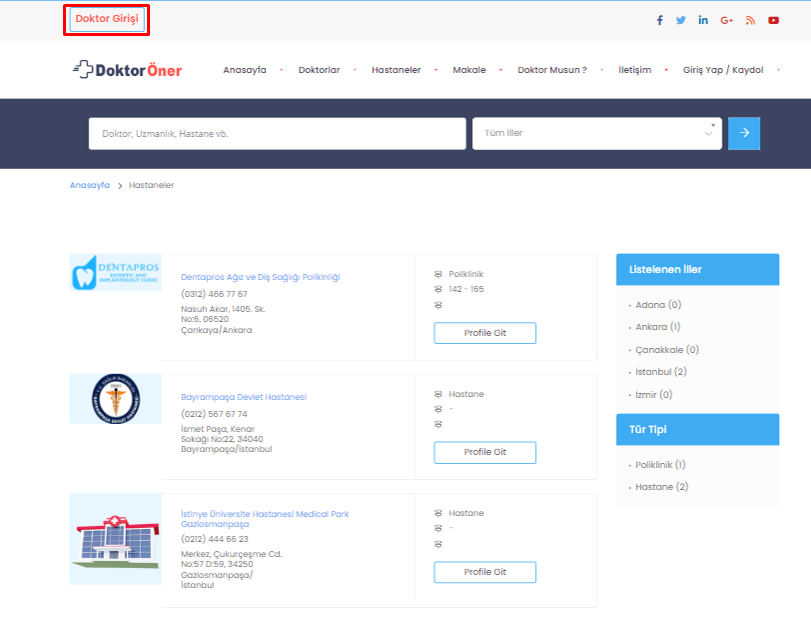 Doktor Girişi
DoktorÖner
Anasayfa
Doktorlar
Hastaneler
Makale
Doktor Musun ?
İletişim
Giriş Yap / Kaydol
Doktor, Uzmanlık, Hastane vb.
Tüm İller
Anasayfa > Hastaneler
DENTAPROS
ESTHETIC AND
IMPLANTOLOGY CLINIC
Dentapros Ağız ve Diş Sağlığı Polikinliği
(0312) 466 77 67
Nasuh Akar, 1405. Sk.
No:6, 06520
Çankaya/Ankara
Poliklinik
142 - 165
Profile Git
Bayrampaşa Devlet Hastanesi
(0212) 567 67 74
İsmet Paşa, Kenar
Sokağı No:22, 34040
Bayrampaşa/İstanbul
Hastane
-
Profile Git
İstinye Üniversite Hastanesi Medical Park
Gaziosmanpaşa
(0212) 444 66 23
Merkez, Çukurçeşme Cd.
No:57 D:59, 34250
Gaziosmanpaşa/
İstanbul
Hastane
-
Profile Git
Listelenen İller
Adana (0)
Ankara (1)
Çanakkale (0)
İstanbul (2)
İzmir (0)
Tür Tipi
Poliklinik (1)
Hastane (2)